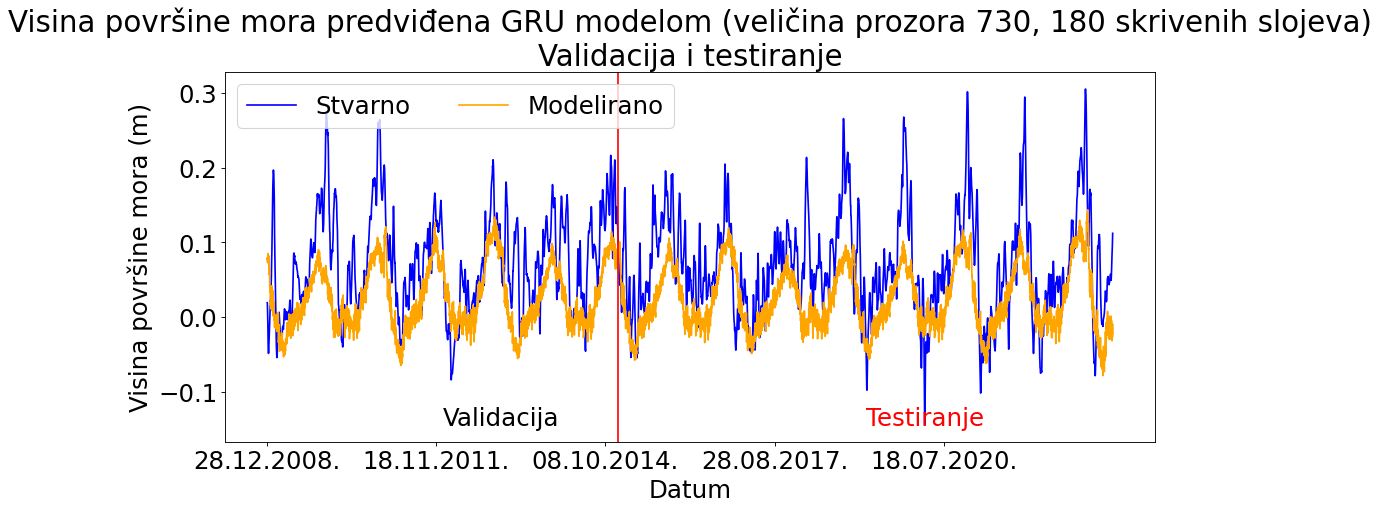 Visina površine mora predviđena GRU modelom (veličina prozora 730, 180 skrivenih slojeva)
Validacija i testiranje
Stvarno Modelirano
Visina površine mora (m)
0.3
0.2
0.1
0.0
−0.1
Validacija Testiranje
28.12.2008. 18.11.2011. 08.10.2014. 28.08.2017. 18.07.2020.
Datum